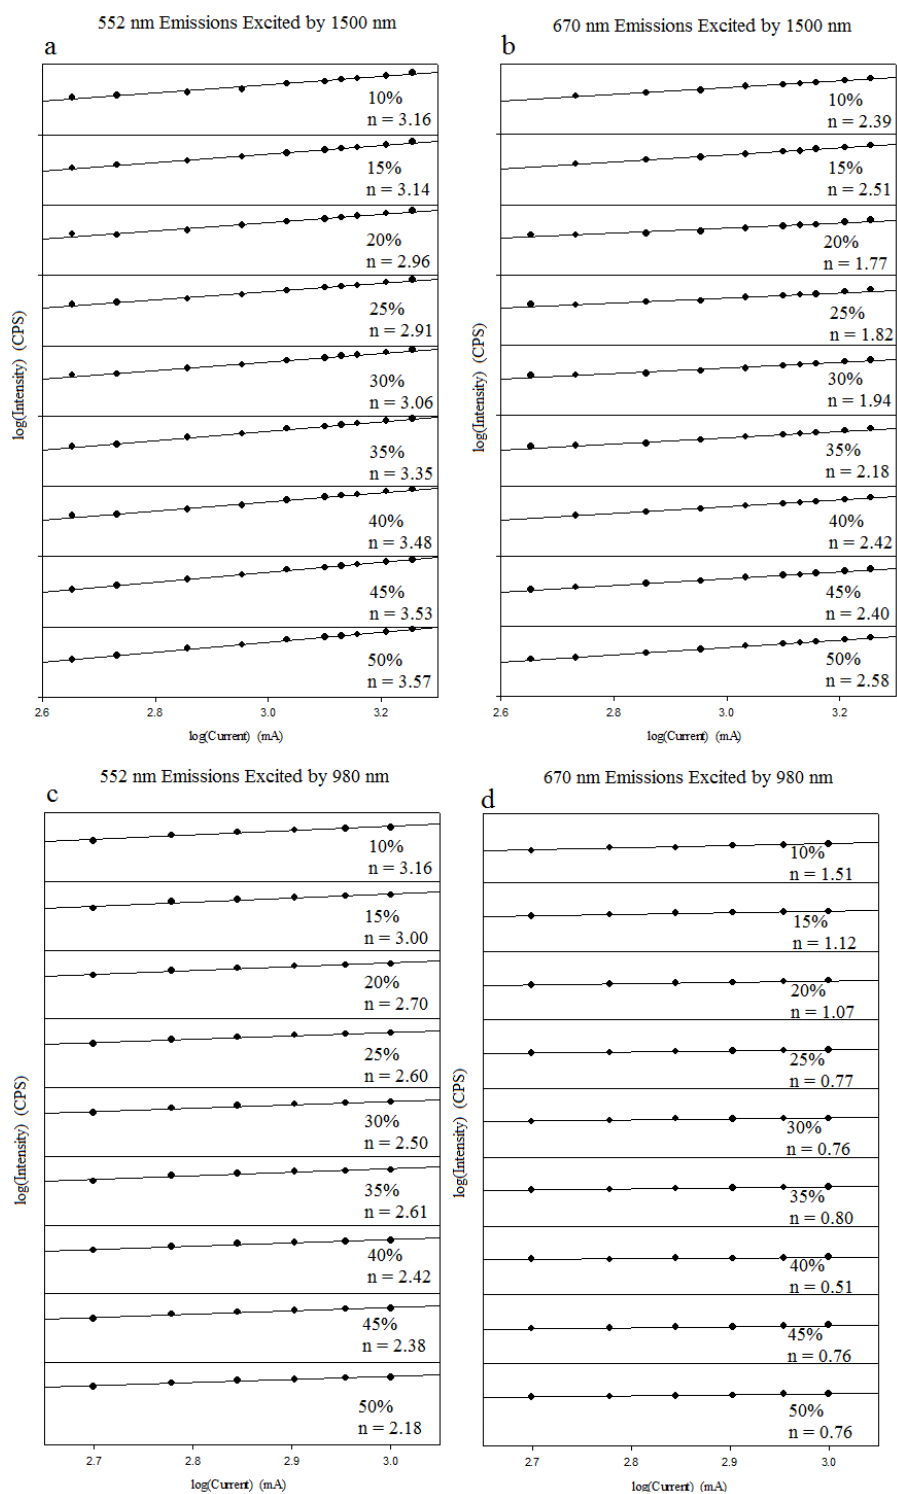 552 nm Emissions Excited by 1500 nm
a
10%
n = 3.16
15%
n = 3.14
20%
n = 2.96
25%
n = 2.91
30%
n = 3.06
35%
n = 3.35
40%
n = 3.48
45%
n = 3.53
50%
n = 3.57
log(Intensity) (CPS)
2.6 2.8 3.0 3.2
log(Current) (mA)
670 nm Emissions Excited by 1500 nm
b
10%
n = 2.39
15%
n = 2.51
20%
n = 1.77
25%
n = 1.82
30%
n = 1.94
35%
n = 2.18
40%
n = 2.42
45%
n = 2.40
50%
n = 2.58
log(Intensity) (CPS)
2.6 2.8 3.0 3.2
log(Current) (mA)
552 nm Emissions Excited by 980 nm
c
10%
n = 3.16
15%
n = 3.00
20%
n = 2.70
25%
n = 2.60
30%
n = 2.50
35%
n = 2.61
40%
n = 2.42
45%
n = 2.38
50%
n = 2.18
log(Intensity) (CPS)
2.7 2.8 2.9 3.0
log(Current) (mA)
670 nm Emissions Excited by 980 nm
d
10%
n = 1.51
15%
n = 1.12
20%
n = 1.07
25%
n = 0.77
30%
n = 0.76
35%
n = 0.80
40%
n = 0.51
45%
n = 0.76
50%
n = 0.76
log(Intensity) (CPS)
2.7 2.8 2.9 3.0
log(Current) (mA)